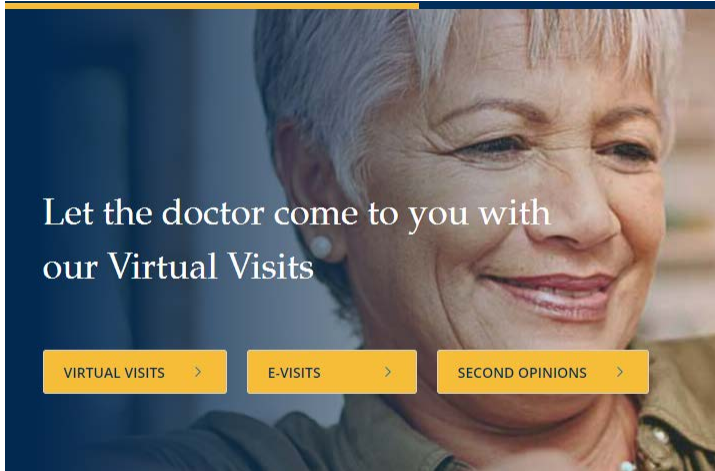 Let the doctor come to you with
our Virtual Visits
VIRTUAL VISITS
E-VISITS
SECOND OPINIONS